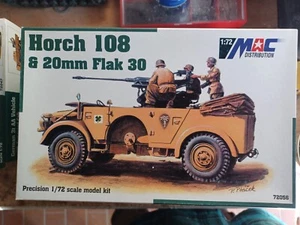 Horch 108
& 20mm Flak 30
1:72
MAC
DISTRIBUTION
Precision 1/72 scale model kit
72056